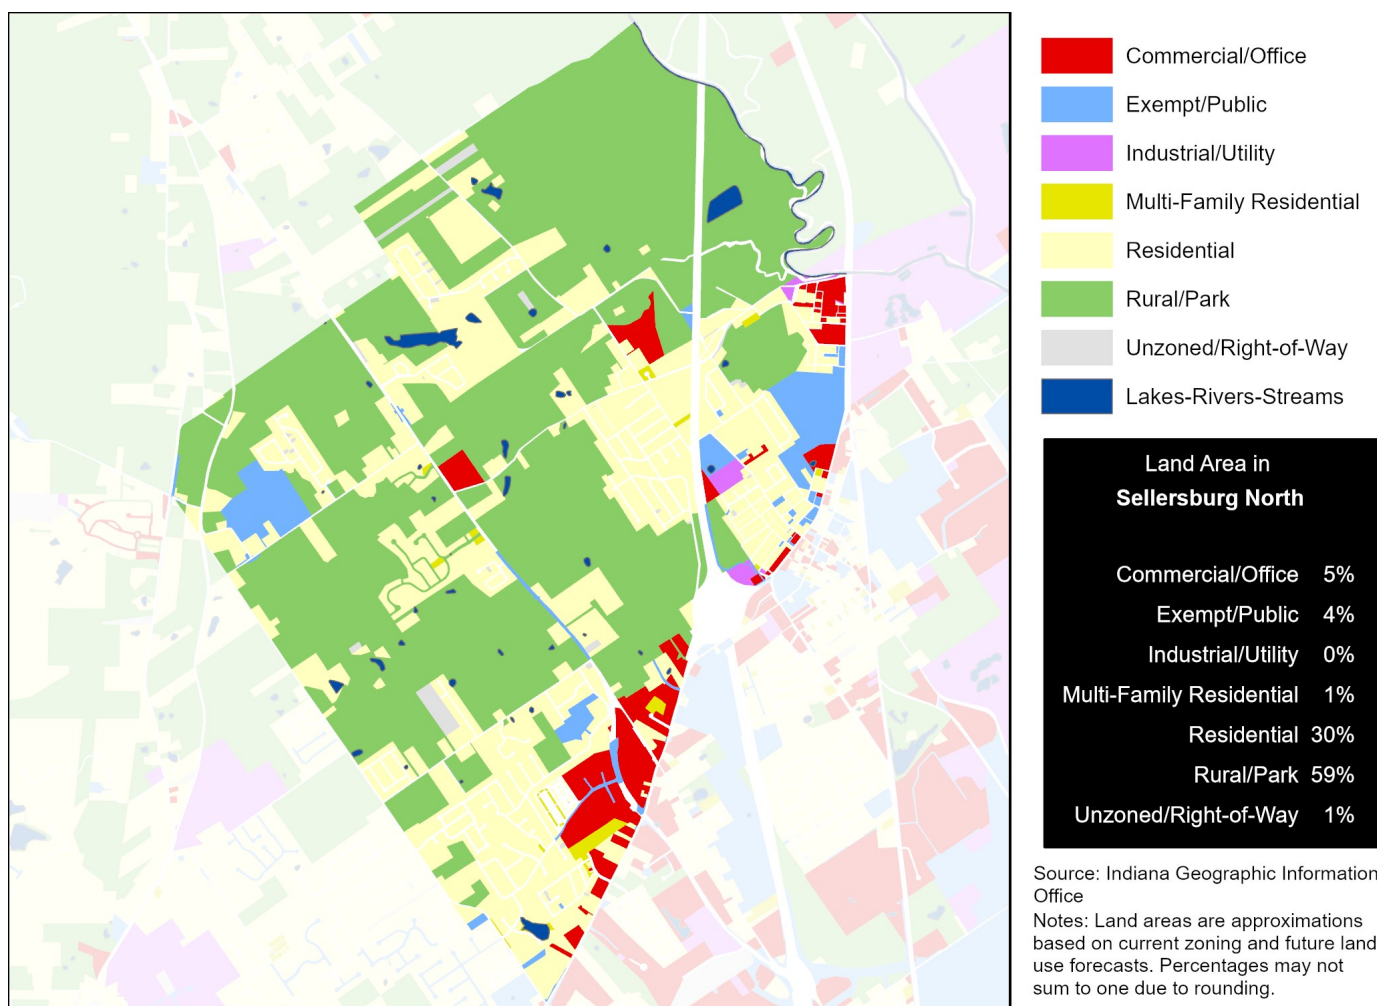 Commercial/Office
Exempt/Public
Industrial/Utility
Multi-Family Residential
Residential
Rural/Park
Unzoned/Right-of-Way
Lakes-Rivers-Streams
Land Area in
Sellersburg North
Commercial/Office 5%
Exempt/Public 4%
Industrial/Utility 0%
Multi-Family Residential 1%
Residential 30%
Rural/Park 59%
Unzoned/Right-of-Way 1%
Source: Indiana Geographic Information
Office
Notes: Land areas are approximations
based on current zoning and future land
use forecasts. Percentages may not
sum to one due to rounding.